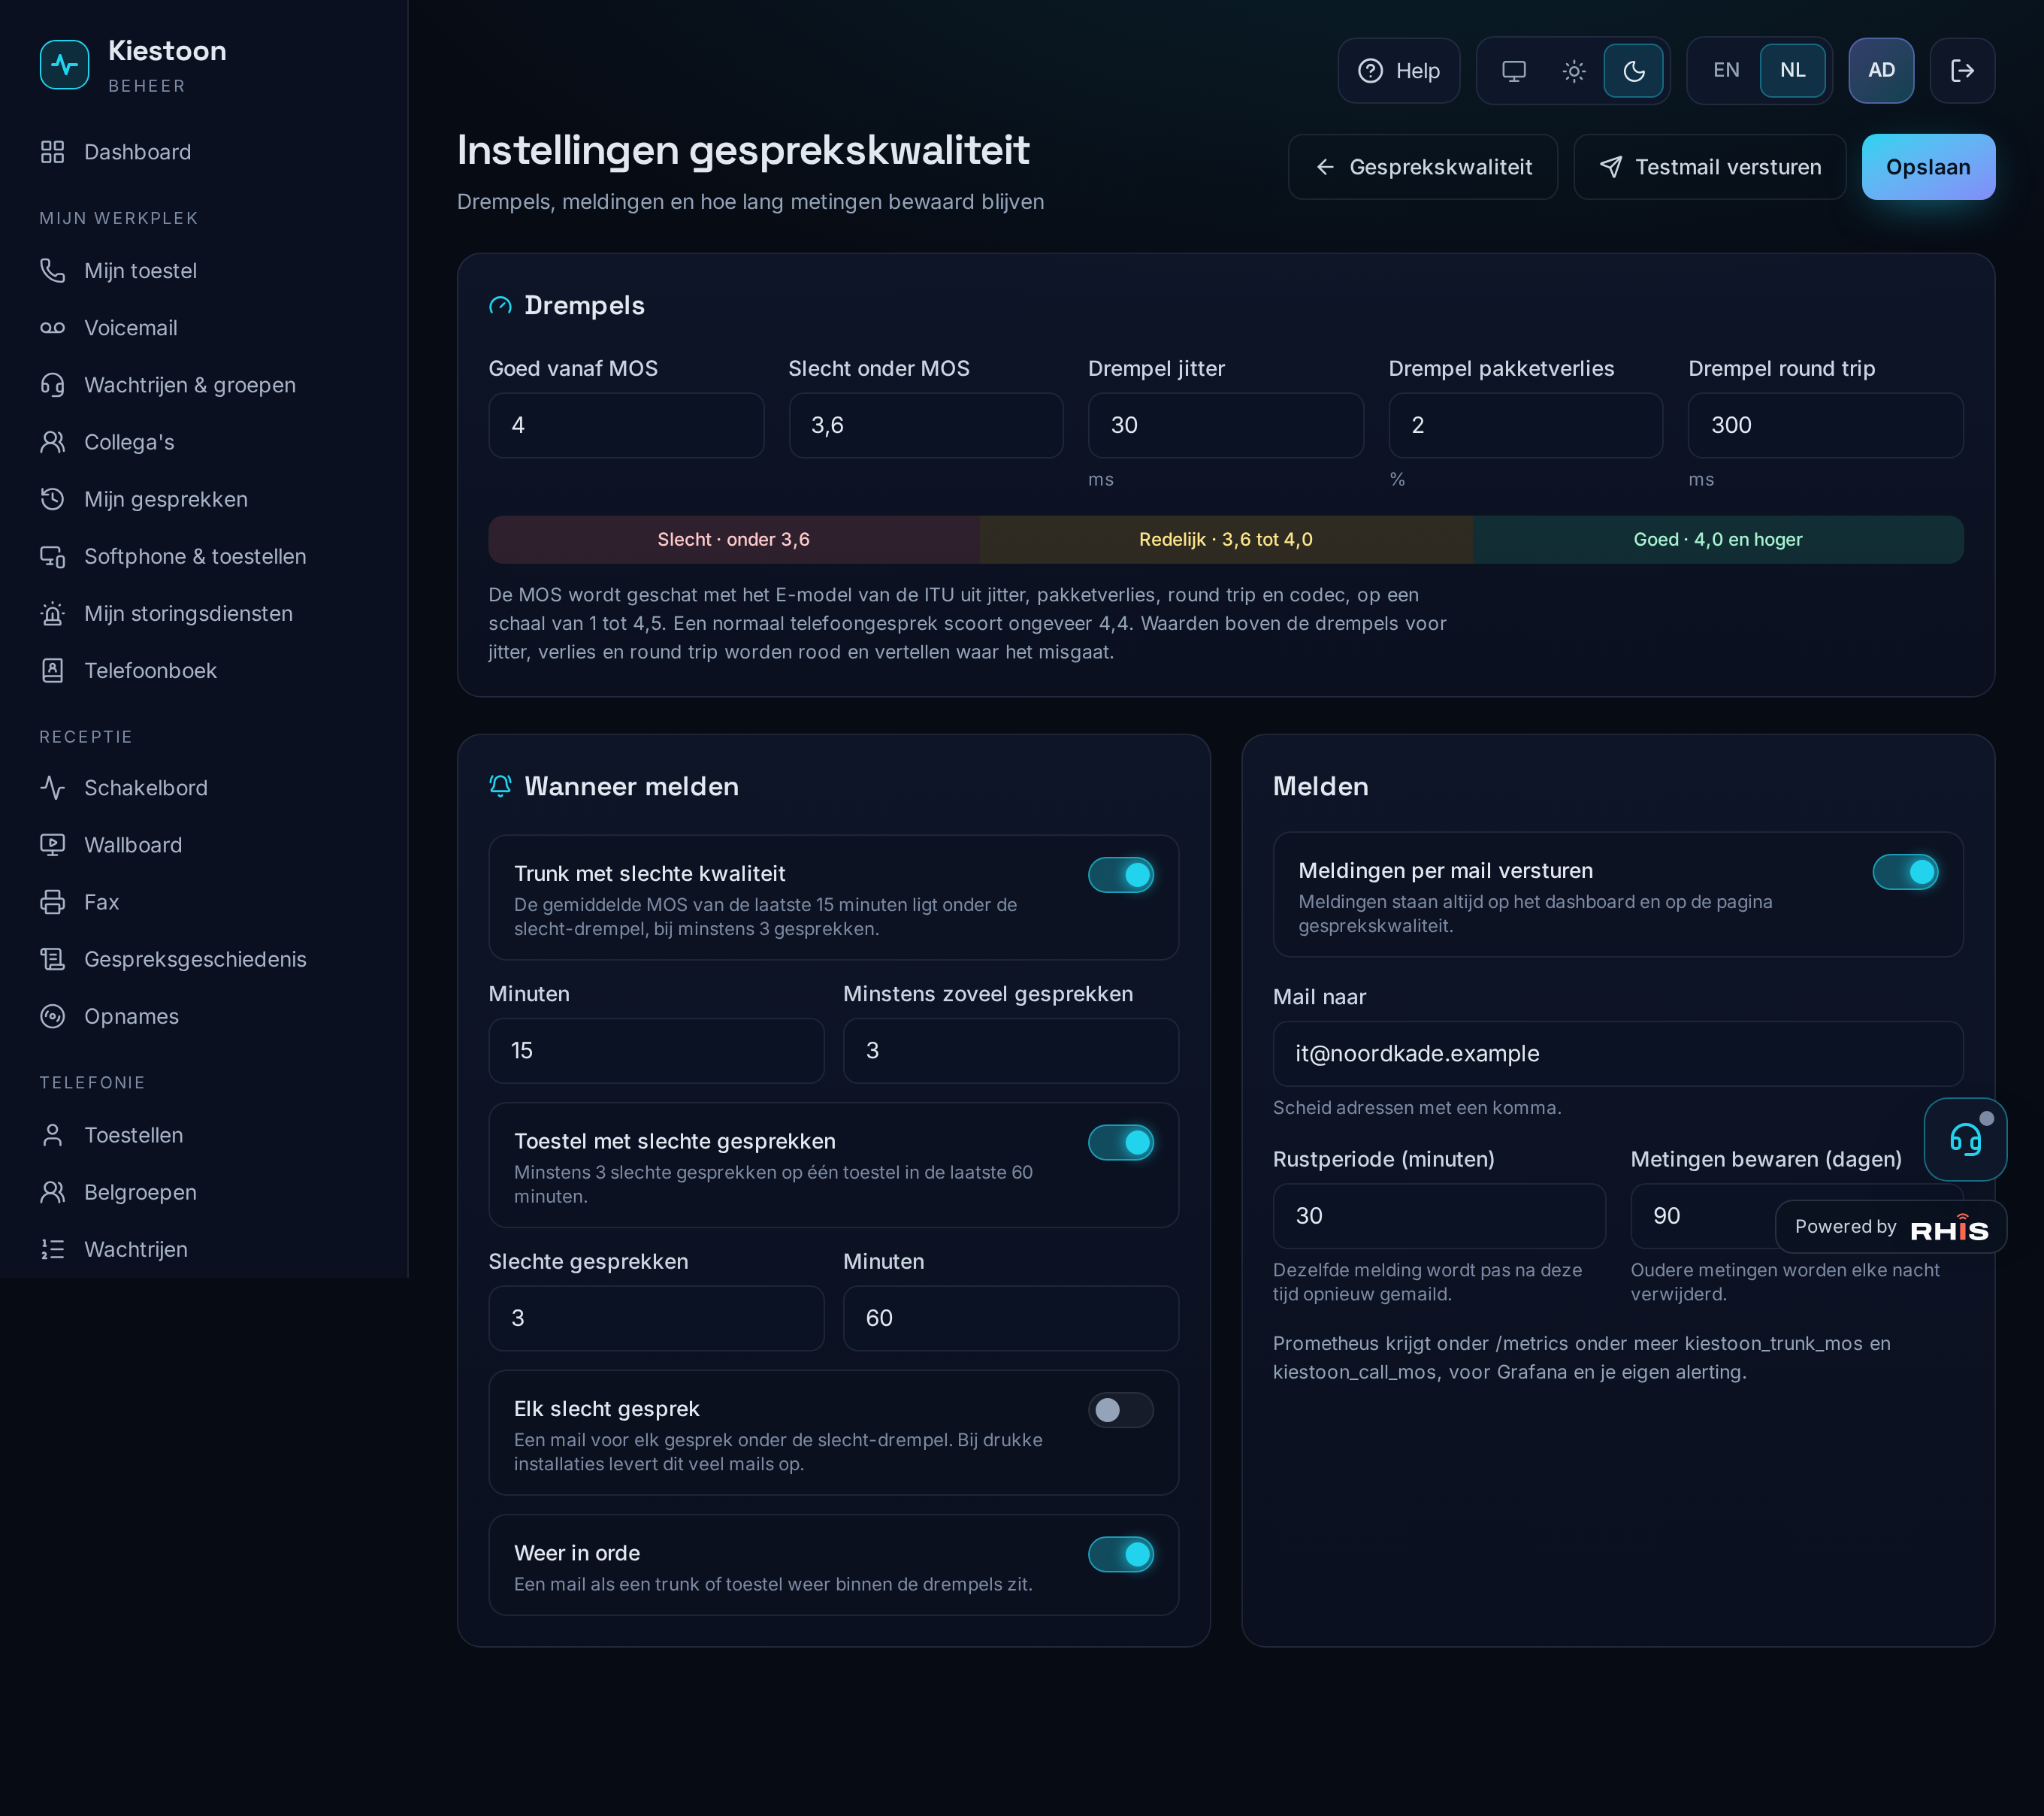 Kiestoon
BEHEER
Dashboard
MIJN WERKPLEK
Mijn toestel
Voicemail
Wachtrijen & groepen
Collega's
Mijn gesprekken
Softphone & toestellen
Mijn storingsdiensten
Telefoonboek
RECEPTIE
Schakelbord
Wallboard
Fax
Gespreksgeschiedenis
Opnames
TELEFONIE
Toestellen
Belgroepen
Wachtrijen
Help
EN NL
AD
Instellingen gesprekskwaliteit
Drempels, meldingen en hoe lang metingen bewaard blijven
Gesprekskwaliteit
Testmail versturen
Opslaan
Drempels
Goed vanaf MOS Slecht onder MOS Drempel jitter Drempel pakketverlies Drempel round trip
4 3,6 30 2 300
ms % ms
Slecht · onder 3,6 Redelijk · 3,6 tot 4,0 Goed · 4,0 en hoger
De MOS wordt geschat met het E-model van de ITU uit jitter, pakketverlies, round trip en codec, op een
schaal van 1 tot 4,5. Een normaal telefoongesprek scoort ongeveer 4,4. Waarden boven de drempels voor
jitter, verlies en round trip worden rood en vertellen waar het misgaat.
Wanneer melden
Trunk met slechte kwaliteit
De gemiddelde MOS van de laatste 15 minuten ligt onder de
slecht-drempel, bij minstens 3 gesprekken.
Minuten Minstens zoveel gesprekken
15 3
Toestel met slechte gesprekken
Minstens 3 slechte gesprekken op één toestel in de laatste 60
minuten.
Slechte gesprekken Minuten
3 60
Elk slecht gesprek
Een mail voor elk gesprek onder de slecht-drempel. Bij drukke
installaties levert dit veel mails op.
Weer in orde
Een mail als een trunk of toestel weer binnen de drempels zit.
Melden
Meldingen per mail versturen
Meldingen staan altijd op het dashboard en op de pagina
gesprekskwaliteit.
Mail naar
it@noordkade.example
Scheid adressen met een komma.
Rustperiode (minuten) Metingen bewaren (dagen)
30 90
Powered by RHiS
Dezelfde melding wordt pas na deze
tijd opnieuw gemaild.
Oudere metingen worden elke nacht
verwijderd.
Prometheus krijgt onder /metrics onder meer kiestoon_trunk_mos en
kiestoon_call_mos, voor Grafana en je eigen alerting.